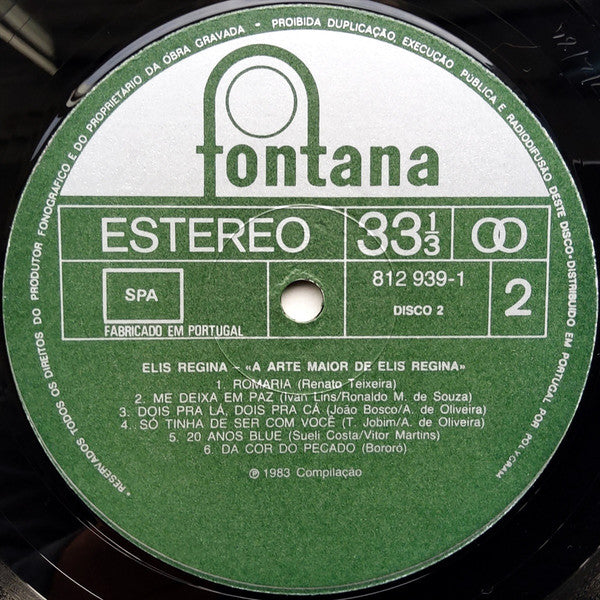 • RESERVADOS TODOS OS DIREITOS DO PRODUTOR FONOGRÁFICO E DO PROPRIETÁRIO DA OBRA GRAVADA - PROIBIDA DUPLICAÇÃO, EXECUÇÃO PÚBLICA E RADIODIFUSÃO DESTE DISCO • DISTRIBUIDO EM PORTUGAL POR POLYGRAM
fontana
ESTEREO 33 1/3
812 939-1
SPA DISCO 2 2
FABRICADO EM PORTUGAL
ELIS REGINA - «A ARTE MAIOR DE ELIS REGINA»
1. ROMARIA (Renato Teixeira)
2. ME DEIXA EM PAZ (Ivan Lins/Ronaldo M. de Souza)
3. DOIS PRA LÁ, DOIS PRA CÁ (João Bosco/A. de Oliveira)
4. SÓ TINHA DE SER COM VOCÊ (T. Jobim/A. de Oliveira)
5. 20 ANOS BLUE (Sueli Costa/Vitor Martins)
6. DA COR DO PECADO (Bororó)
℗ 1983 Compilação